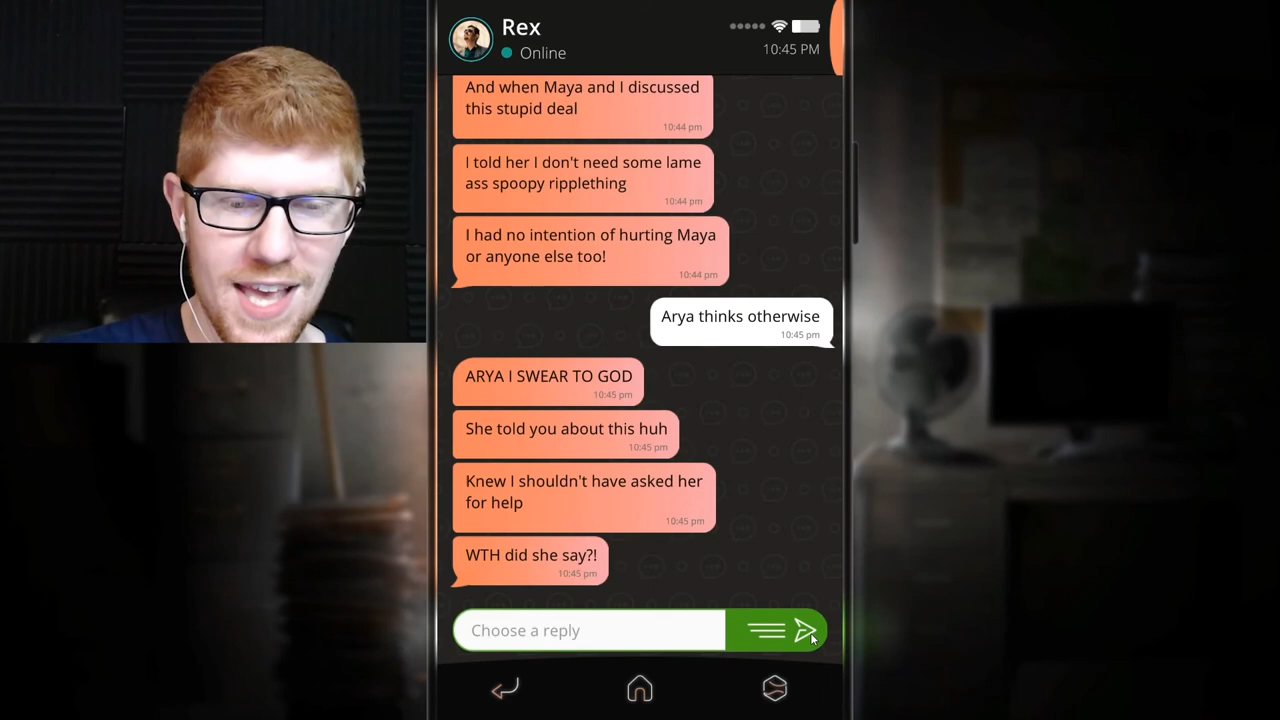 Rex
Online
10:45 PM
And when Maya and I discussed
this stupid deal
10:44 pm
I told her I don't need some lame
ass spoopy ripplething
10:44 pm
I had no intention of hurting Maya
or anyone else too!
10:44 pm
Arya thinks otherwise
10:45 pm
ARYA I SWEAR TO GOD
10:45 pm
She told you about this huh
10:45 pm
Knew I shouldn't have asked her
for help
10:45 pm
WTH did she say?!
10:45 pm
Choose a reply